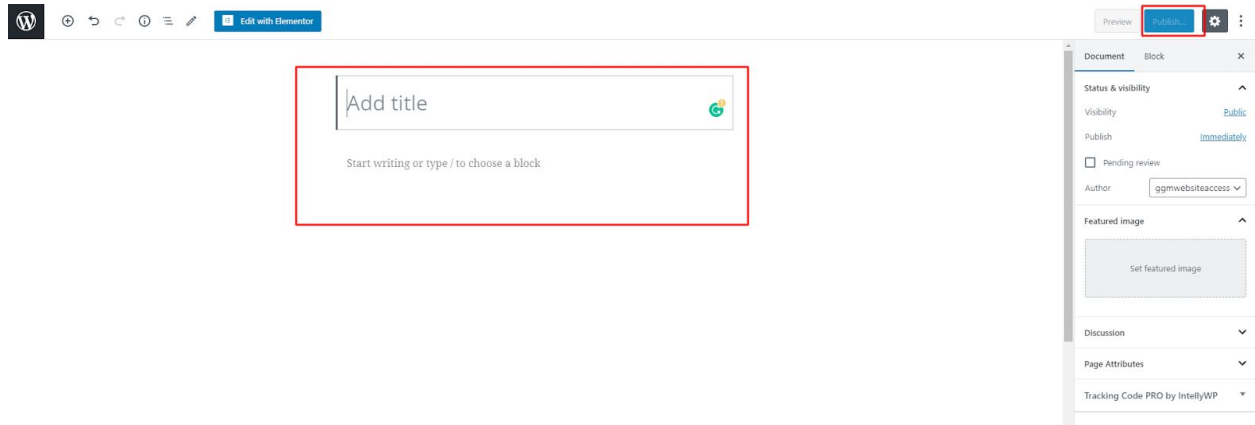 Edit with Elementor
Preview
Publish...
Document Block
Status & visibility
Visibility Public
Publish Immediately
Pending review
Author ggmwebsiteaccess
Featured image
Set featured image
Discussion
Page Attributes
Tracking Code PRO by IntellyWP
Add title
Start writing or type / to choose a block